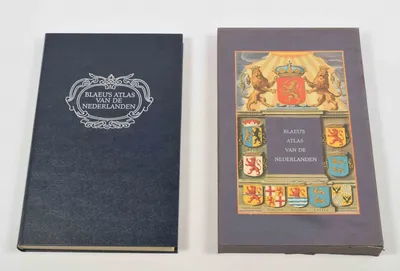 BLAEU'S ATLAS
VAN DE
NEDERLANDEN
BLAEU'S
ATLAS
VAN DE
NEDERLANDEN